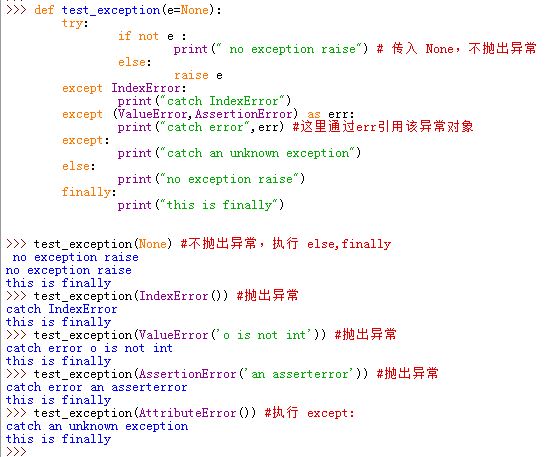 >>> def test_exception(e=None):
        try:
                if not e :
                        print(" no exception raise") # 传入 None，不抛出异常
                else:
                        raise e
        except IndexError:
                print("catch IndexError")
        except (ValueError,AssertionError) as err:
                print("catch error",err) #这里通过err引用该异常对象
        except:
                print("catch an unknown exception")
        else:
                print("no exception raise")
        finally:
                print("this is finally")
>>> test_exception(None) #不抛出异常，执行 else,finally
 no exception raise
no exception raise
this is finally
>>> test_exception(IndexError()) #抛出异常
catch IndexError
this is finally
>>> test_exception(ValueError('o is not int')) #抛出异常
catch error o is not int
this is finally
>>> test_exception(AssertionError('an asserterror')) #抛出异常
catch error an asserterror
this is finally
>>> test_exception(AttributeError()) #执行 except:
catch an unknown exception
this is finally
>>>